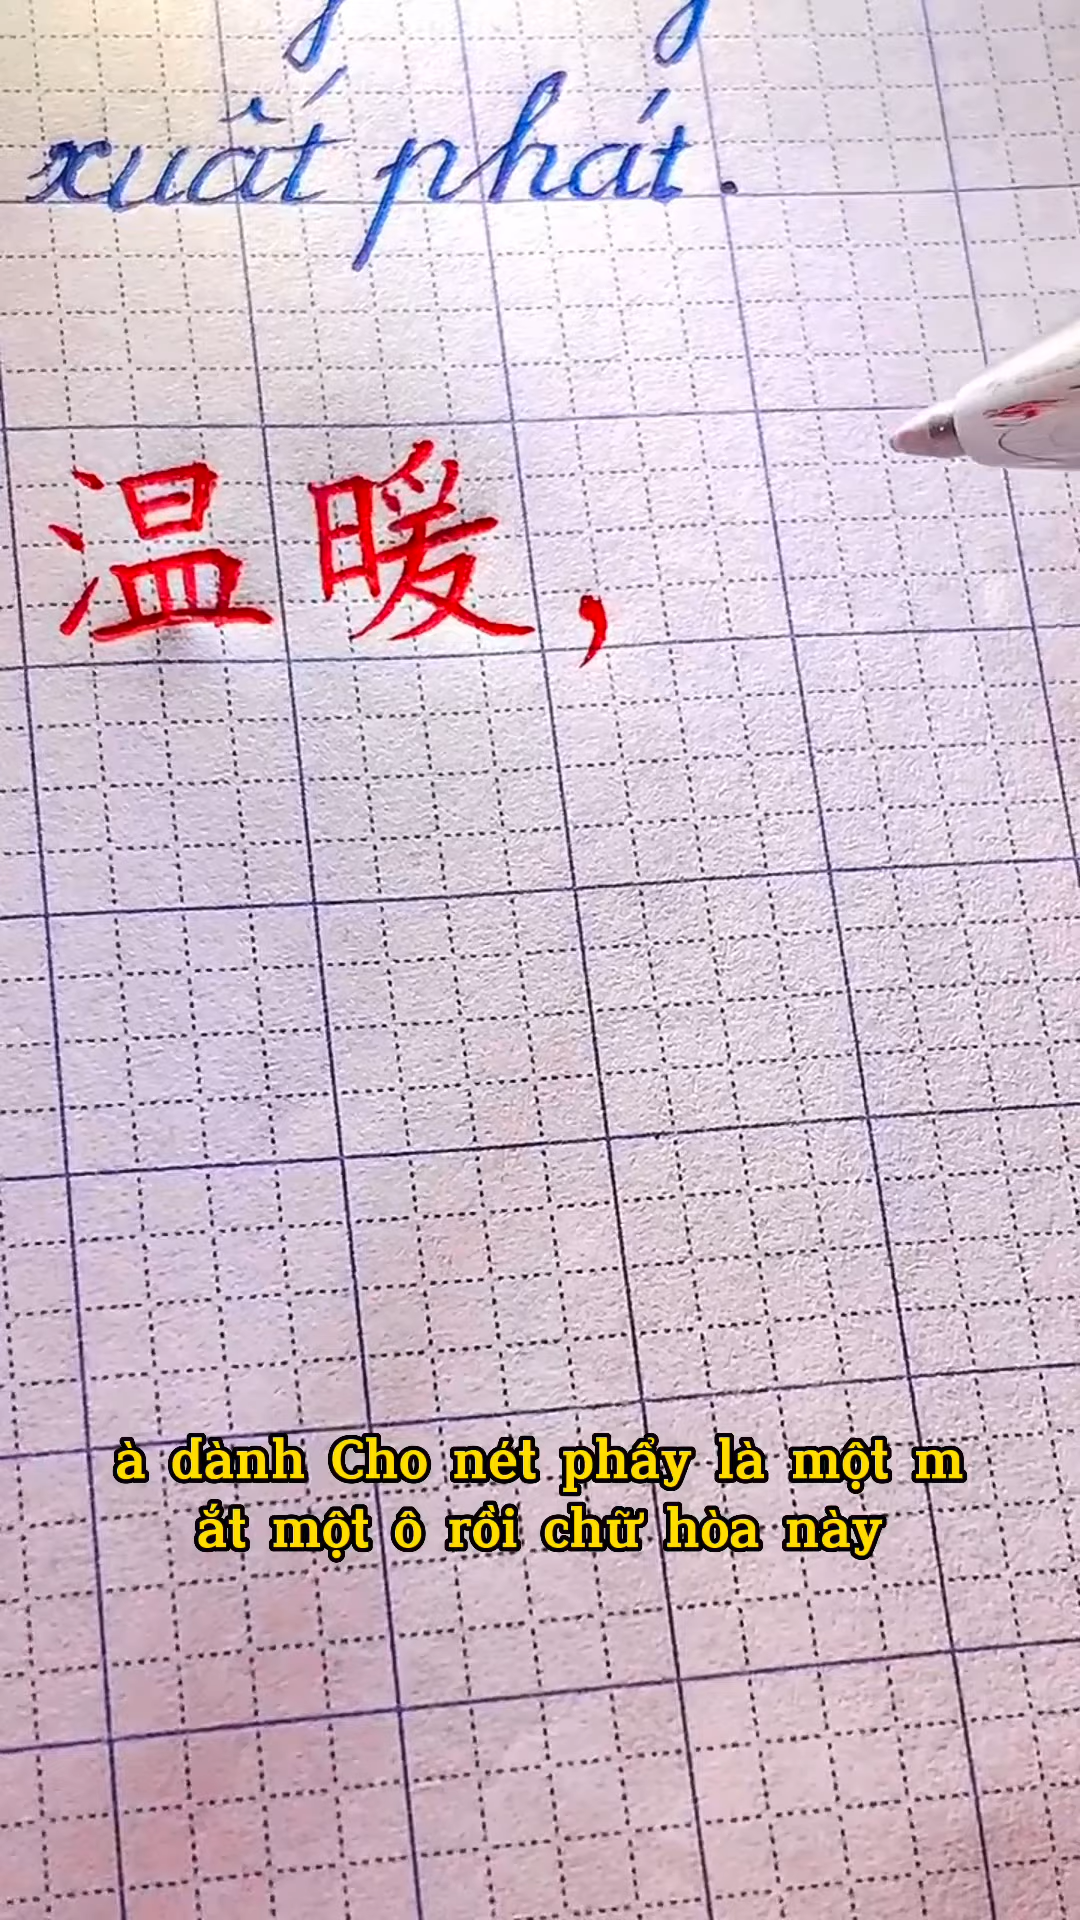 xuất phát.
温暖,
à dành Cho nét phẩy là một m
ắt một ô rồi chữ hòa này